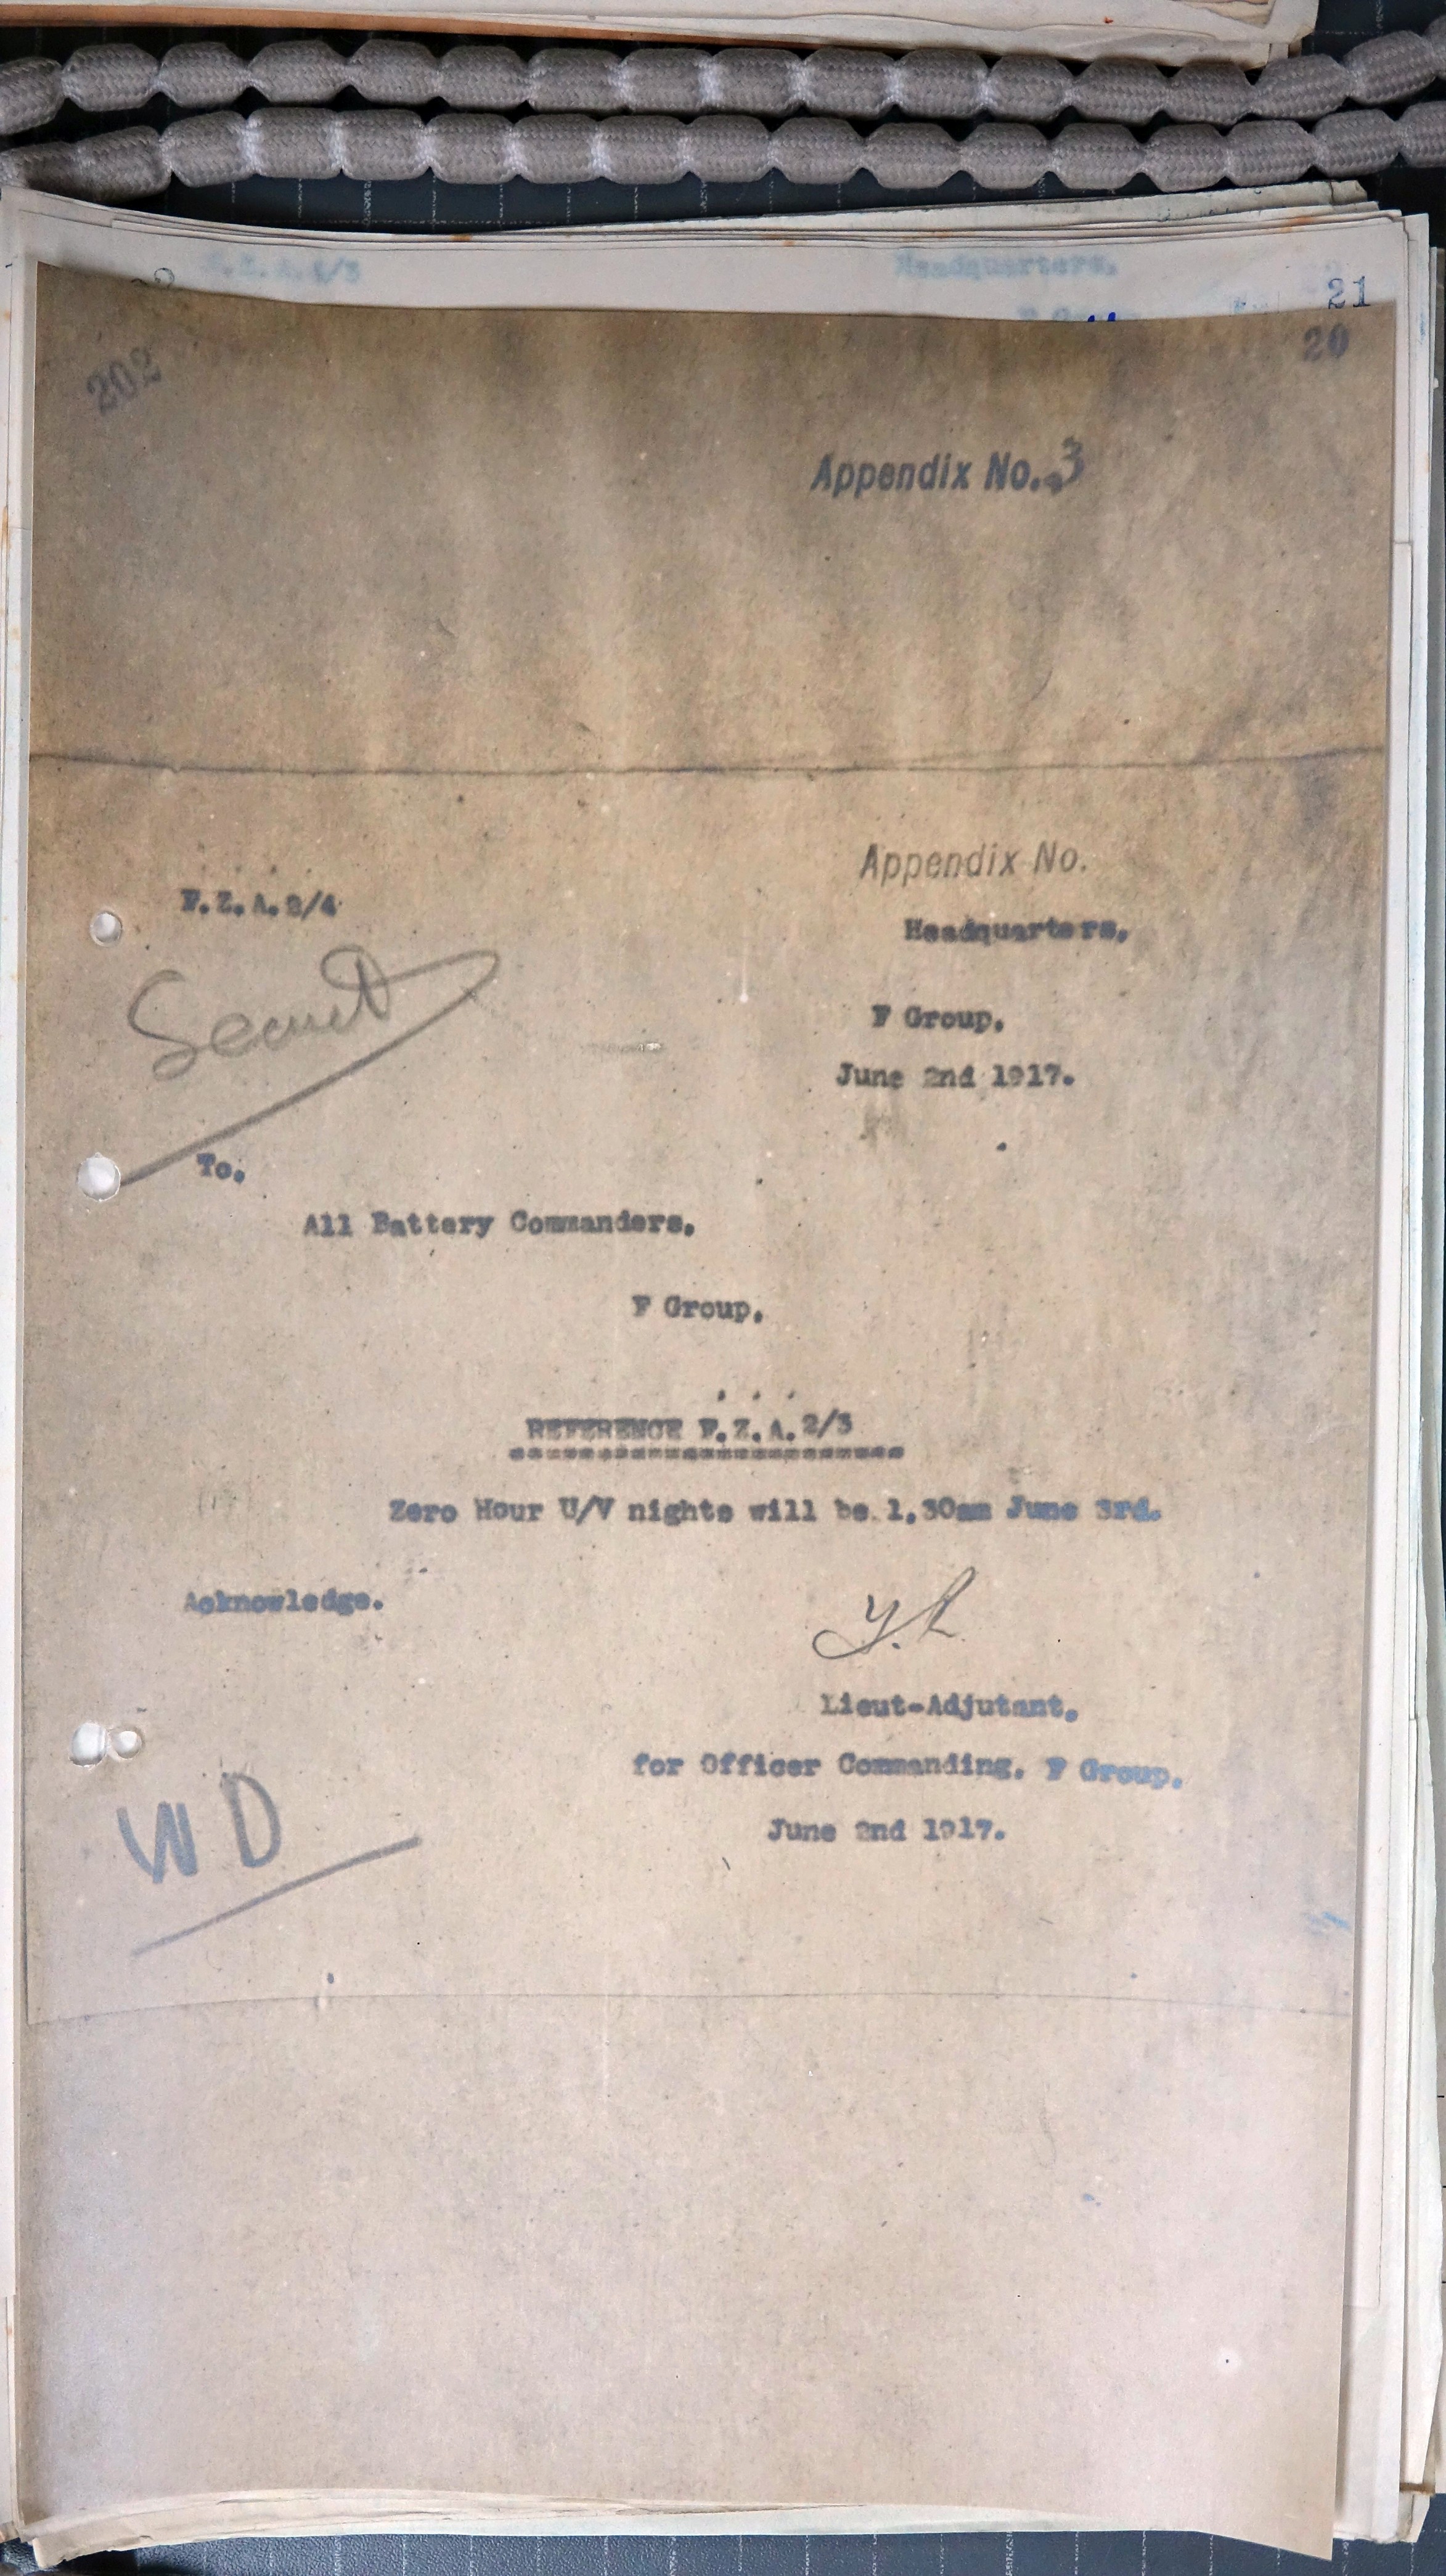 Headquarters.
21
202
20
Appendix No. 3
Appendix No.
F.Z.A.2/4
Headquarters.
Secret
F Group.
June 2nd 1917.
To.
All Battery Commanders.
F Group.
REFERENCE F.Z.A.2/3
Zero Hour U/V nights will be 1,30am June 3rd.
Acknowledge.
Lieut-Adjutant.
for Officer Commanding. F Group.
June 2nd 1917.
WD